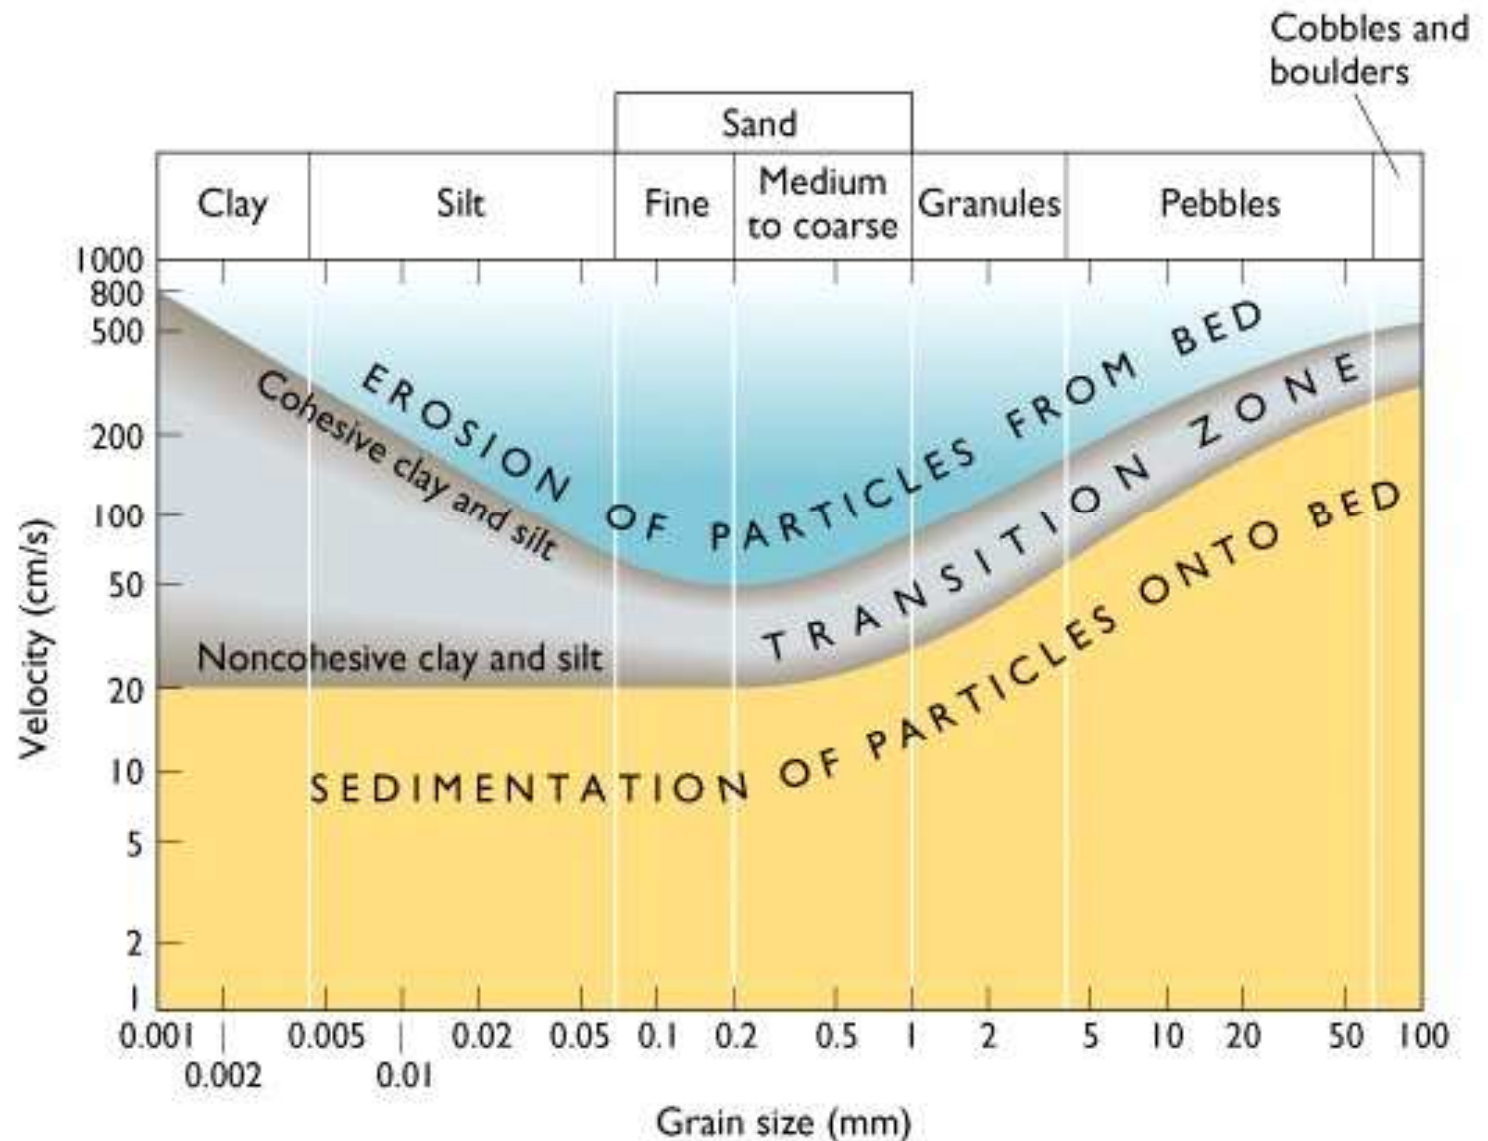 Cobbles and
boulders
Sand
Clay
Silt
Fine
Medium
to coarse
Granules
Pebbles
1000
800
500
200
100
50
20
10
5
2
1
Velocity (cm/s)
EROSION OF PARTICLES FROM BED
Cohesive clay and silt
TRANSITION ZONE
Noncohesive clay and silt
SEDIMENTATION OF PARTICLES ONTO BED
0.001 0.005 0.02 0.05 0.1 0.2 0.5 1 2 5 10 20 50 100
0.002 0.01
Grain size (mm)